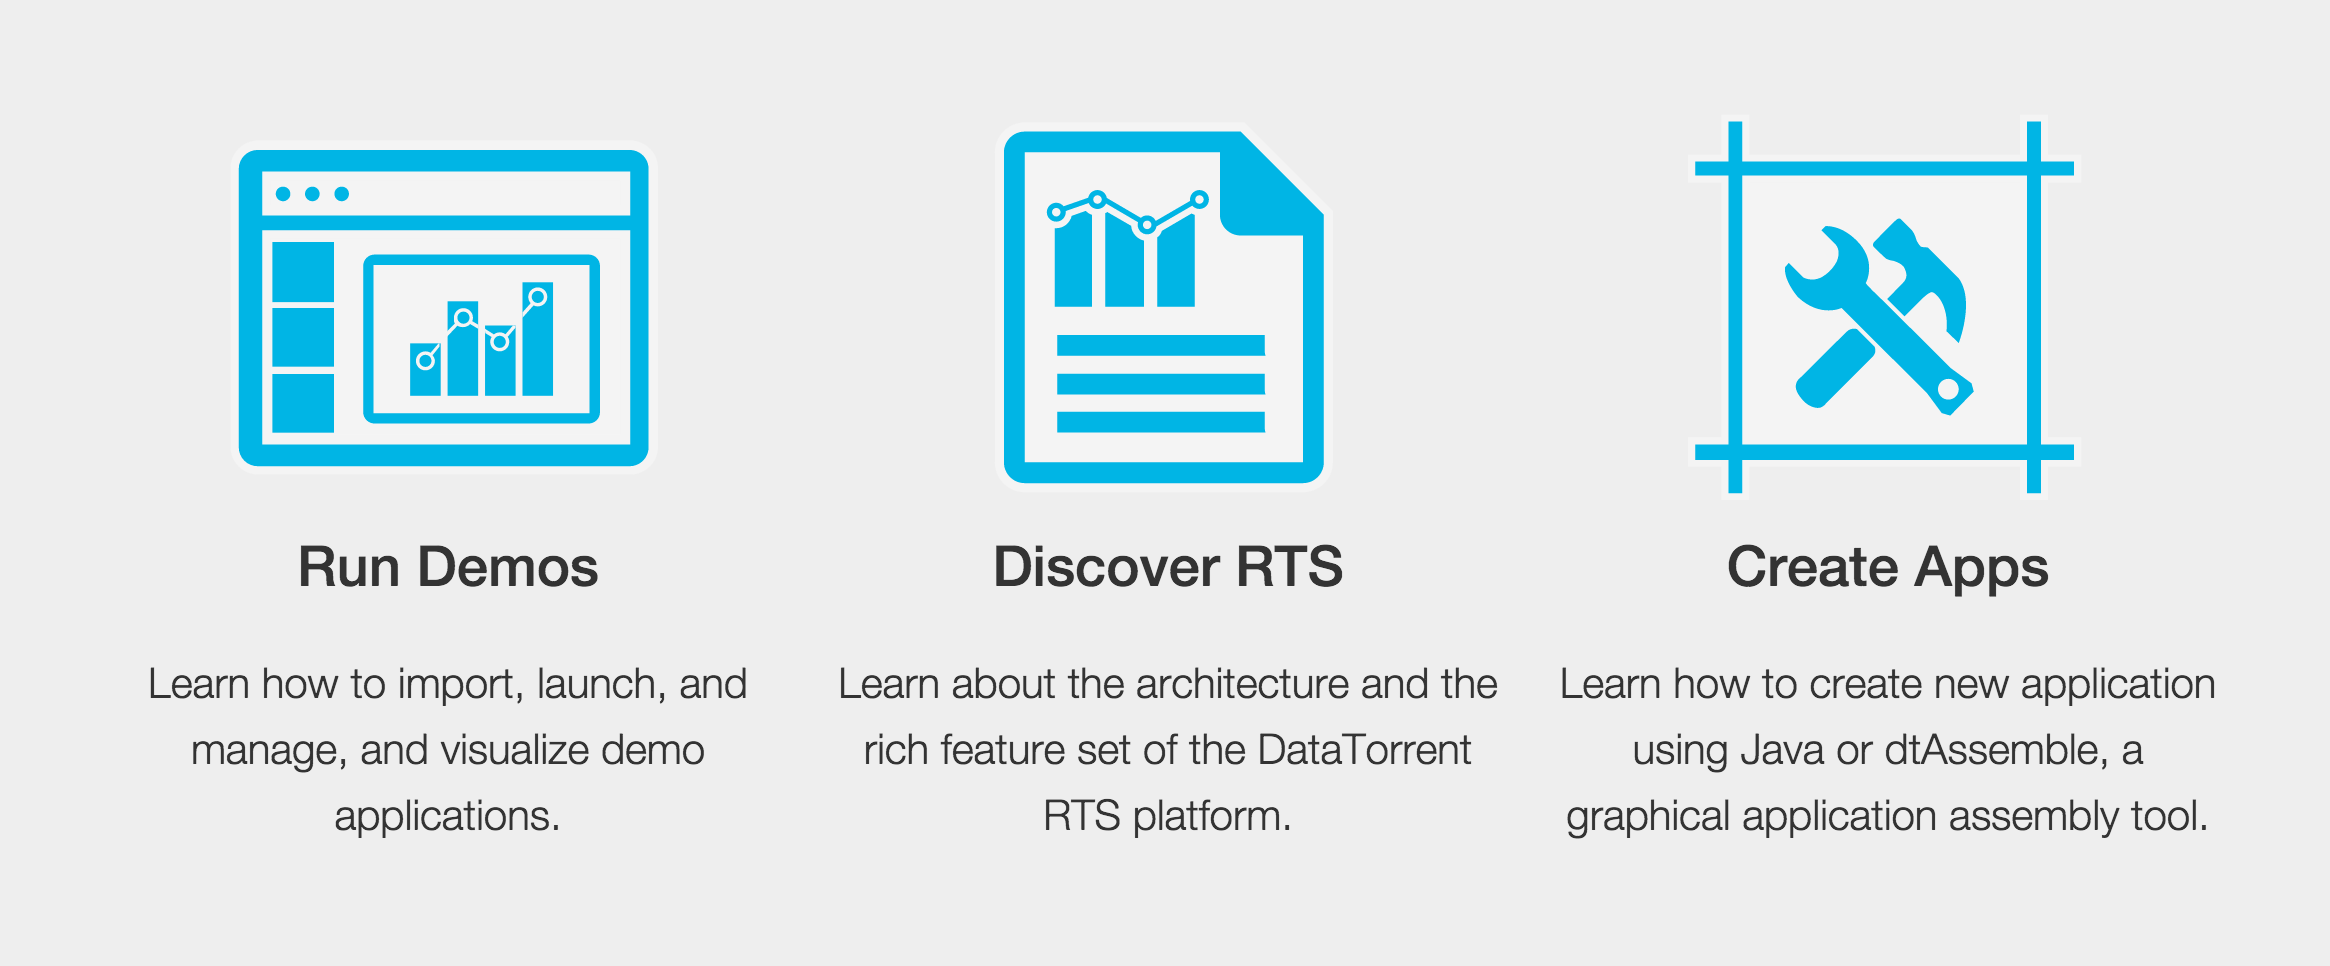 Run Demos
Learn how to import, launch, and
manage, and visualize demo
applications.
Discover RTS
Learn about the architecture and the
rich feature set of the DataTorrent
RTS platform.
Create Apps
Learn how to create new application
using Java or dtAssemble, a
graphical application assembly tool.